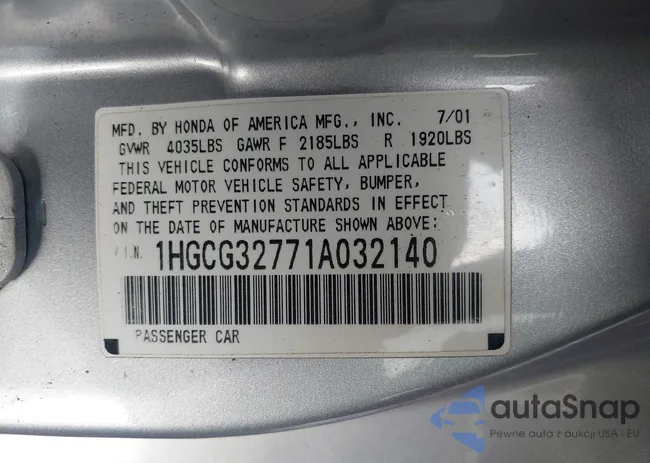 MFD. BY HONDA OF AMERICA MFG., INC. 7/01
GVWR 4035LBS GAWR F 2185LBS R 1920LBS
THIS VEHICLE CONFORMS TO ALL APPLICABLE
FEDERAL MOTOR VEHICLE SAFETY, BUMPER,
AND THEFT PREVENTION STANDARDS IN EFFECT
ON THE DATE OF MANUFACTURE SHOWN ABOVE:
V.I.N. 1HGCG32771A032140
PASSENGER CAR
autoSnap
Pewne auta z aukcji USA i EU